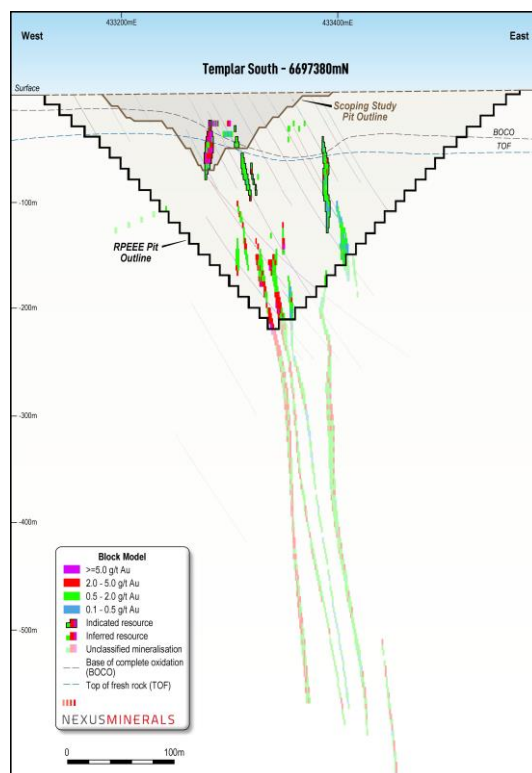 433200mE
433400mE
West
East
Templar South - 6697380mN
Surface
Scoping Study
Pit Outline
BOCO
TOF
-100m
RPEEE Pit
Outline
-200m
-300m
-400m
-500m
Block Model
>=5.0 g/t Au
2.0 - 5.0 g/t Au
0.5 - 2.0 g/t Au
0.1 - 0.5 g/t Au
Indicated resource
Inferred resource
Unclassified mineralisation
Base of complete oxidation
(BOCO)
Top of fresh rock (TOF)
NEXUSMINERALS
0
100m